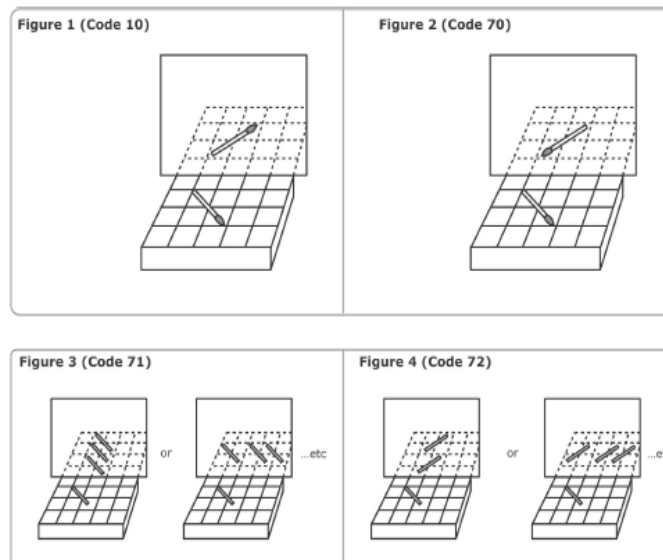 Figure 1 (Code 10)
Figure 2 (Code 70)
Figure 3 (Code 71)
Figure 4 (Code 72)
or
...etc
or
...e